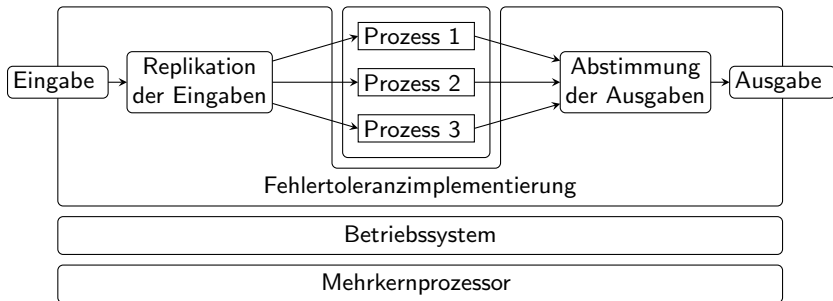 Eingabe
Replikation
der Eingaben
Prozess 1
Prozess 2
Prozess 3
Abstimmung
der Ausgaben
Ausgabe
Fehlertoleranzimplementierung
Betriebssystem
Mehrkernprozessor